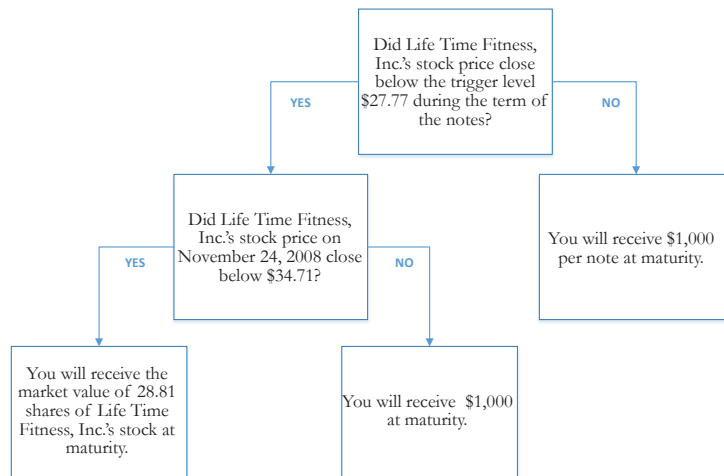 Did Life Time Fitness,
Inc.'s stock price close
below the trigger level
$27.77 during the term of
the notes?
YES
NO
Did Life Time Fitness,
Inc.'s stock price on
November 24, 2008 close
below $34.71?
You will receive $1,000
per note at maturity.
YES
NO
You will receive the
market value of 28.81
shares of Life Time
Fitness, Inc.'s stock at
maturity.
You will receive $1,000
at maturity.